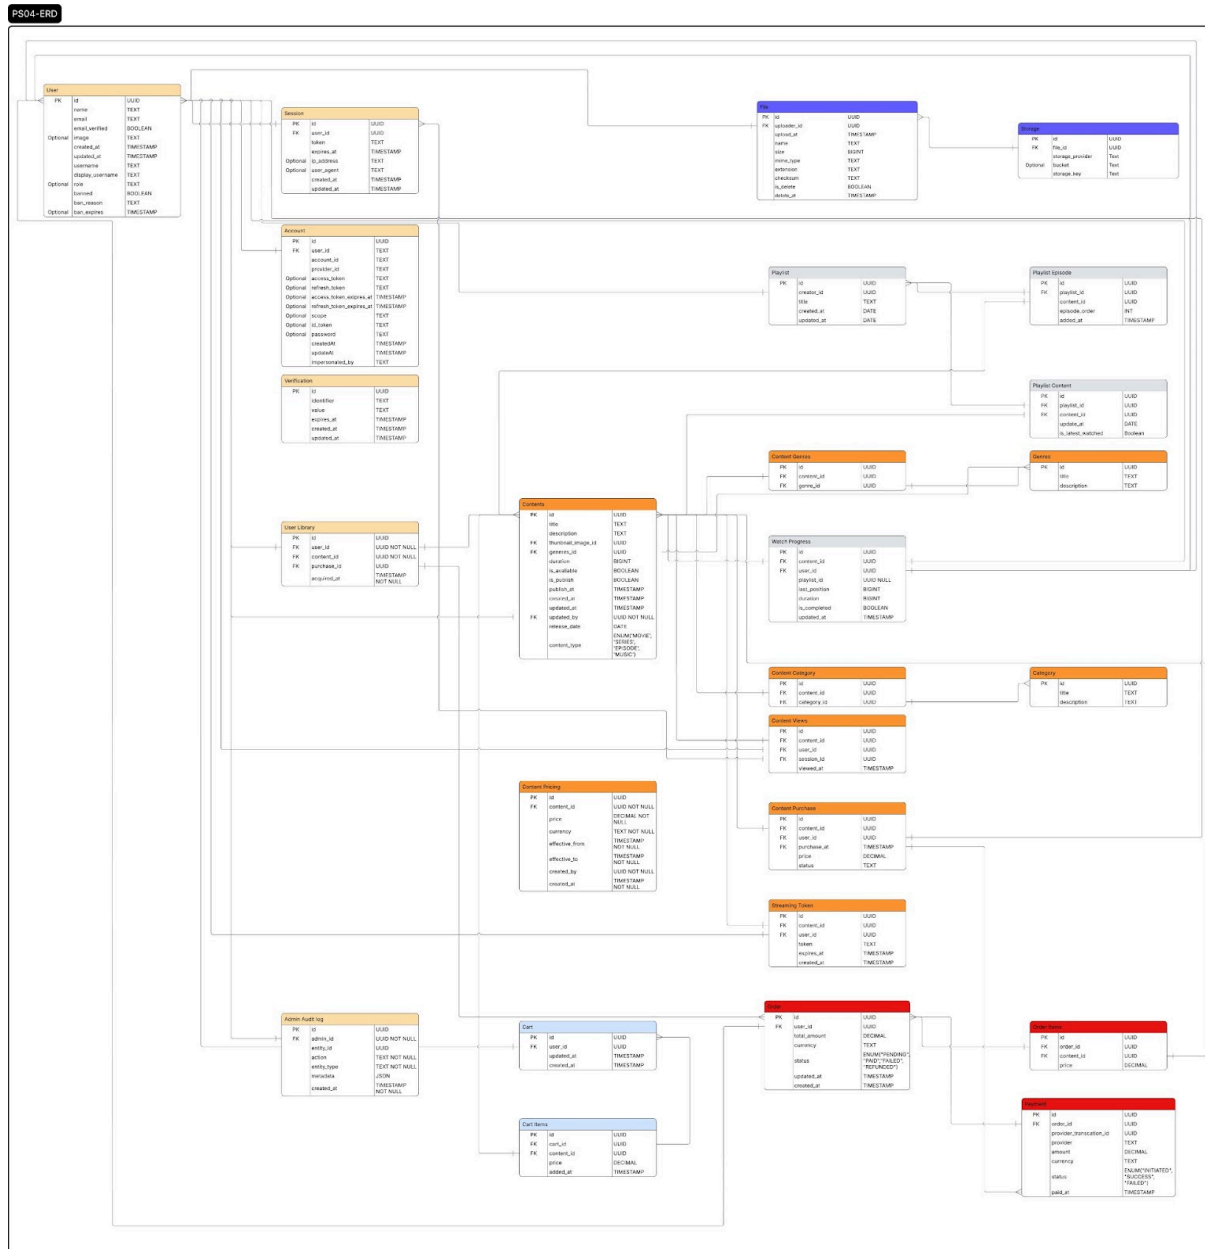 PS04-ERD
User
PK id UUID
name TEXT
email TEXT
email_verified BOOLEAN
Optional image TEXT
created_at TIMESTAMP
updated_at TIMESTAMP
username TEXT
display_username TEXT
Optional role TEXT
banned BOOLEAN
ban_reason TEXT
Optional ban_expires TIMESTAMP
Session
PK id UUID
FK user_id UUID
token TEXT
expires_at TIMESTAMP
Optional ip_address TEXT
Optional user_agent TEXT
created_at TIMESTAMP
updated_at TIMESTAMP
File
PK id UUID
FK uploader_id UUID
upload_at TIMESTAMP
name TEXT
size BIGINT
mime_type TEXT
extension TEXT
checksum TEXT
is_delete BOOLEAN
delete_at TIMESTAMP
Storage
PK id UUID
FK file_id UUID
storage_provider Text
Optional bucket Text
storage_key Text
Account
PK id UUID
FK user_id TEXT
account_id TEXT
provider_id TEXT
Optional access_token TEXT
Optional refresh_token TEXT
Optional access_token_expires_at TIMESTAMP
Optional refresh_token_expires_at TIMESTAMP
Optional scope TEXT
Optional id_token TEXT
Optional password TEXT
createdAt TIMESTAMP
updateAt TIMESTAMP
impersonated_by TEXT
Playlist
PK id UUID
creator_id UUID
title TEXT
created_at DATE
updated_at DATE
Playlist Episode
PK id UUID
FK playlist_id UUID
content_id UUID
episode_order INT
added_at TIMESTAMP
Verification
PK id UUID
identifier TEXT
value TEXT
expires_at TIMESTAMP
created_at TIMESTAMP
updated_at TIMESTAMP
Playlist Content
PK id UUID
FK playlist_id UUID
FK content_id UUID
update_at DATE
is_latest_watched Boolean
Content Genres
PK id UUID
FK content_id UUID
FK genre_id UUID
Genres
PK id UUID
title TEXT
description TEXT
Contents
PK id UUID
title TEXT
description TEXT
FK thumbnail_image_id UUID
FK generes_id UUID
duration BIGINT
is_available BOOLEAN
is_publish BOOLEAN
publish_at TIMESTAMP
created_at TIMESTAMP
updated_at TIMESTAMP
FK updated_by UUID NOT NULL
release_date DATE
content_type ENUM("MOVIE",
"SERIES",
"EPISODE",
"MUSIC")
User Library
PK id UUID
FK user_id UUID NOT NULL
FK content_id UUID NOT NULL
FK purchase_id UUID
acquired_at TIMESTAMP
NOT NULL
Watch Progress
PK id UUID
FK content_id UUID
FK user_id UUID
playlist_id UUID NULL
last_position BIGINT
duration BIGINT
is_completed BOOLEAN
updated_at TIMESTAMP
Content Category
PK id UUID
FK content_id UUID
FK category_id UUID
Category
PK id UUID
title TEXT
description TEXT
Content Views
PK id UUID
FK content_id UUID
FK user_id UUID
FK session_id UUID
viewed_at TIMESTAMP
Content Pricing
PK id UUID
FK content_id UUID NOT NULL
price DECIMAL NOT
NULL
currency TEXT NOT NULL
effective_from TIMESTAMP
NOT NULL
effective_to TIMESTAMP
NOT NULL
created_by UUID NOT NULL
created_at TIMESTAMP
NOT NULL
Content Purchase
PK id UUID
FK content_id UUID
FK user_id UUID
FK purchase_at TIMESTAMP
price DECIMAL
status TEXT
Streaming Token
PK id UUID
FK content_id UUID
FK user_id UUID
token TEXT
expires_at TIMESTAMP
created_at TIMESTAMP
Admin Audit log
PK id UUID
FK admin_id UUID NOT NULL
entity_id UUID
action TEXT NOT NULL
entity_type TEXT NOT NULL
metadata JSON
created_at TIMESTAMP
NOT NULL
Cart
PK id UUID
FK user_id UUID
updated_at TIMESTAMP
created_at TIMESTAMP
Order
PK id UUID
FK user_id UUID
total_amount DECIMAL
currency TEXT
status ENUM("PENDING",
"PAID","FAILED",
"REFUNDED")
updated_at TIMESTAMP
created_at TIMESTAMP
Order Items
PK id UUID
FK order_id UUID
FK content_id UUID
price DECIMAL
Cart Items
PK id UUID
FK cart_id UUID
FK content_id UUID
price DECIMAL
added_at TIMESTAMP
Payment
PK id UUID
FK order_id UUID
provider_transcation_id UUID
provider TEXT
amount DECIMAL
currency TEXT
status ENUM("INITIATED",
"SUCCESS",
"FAILED")
paid_at TIMESTAMP